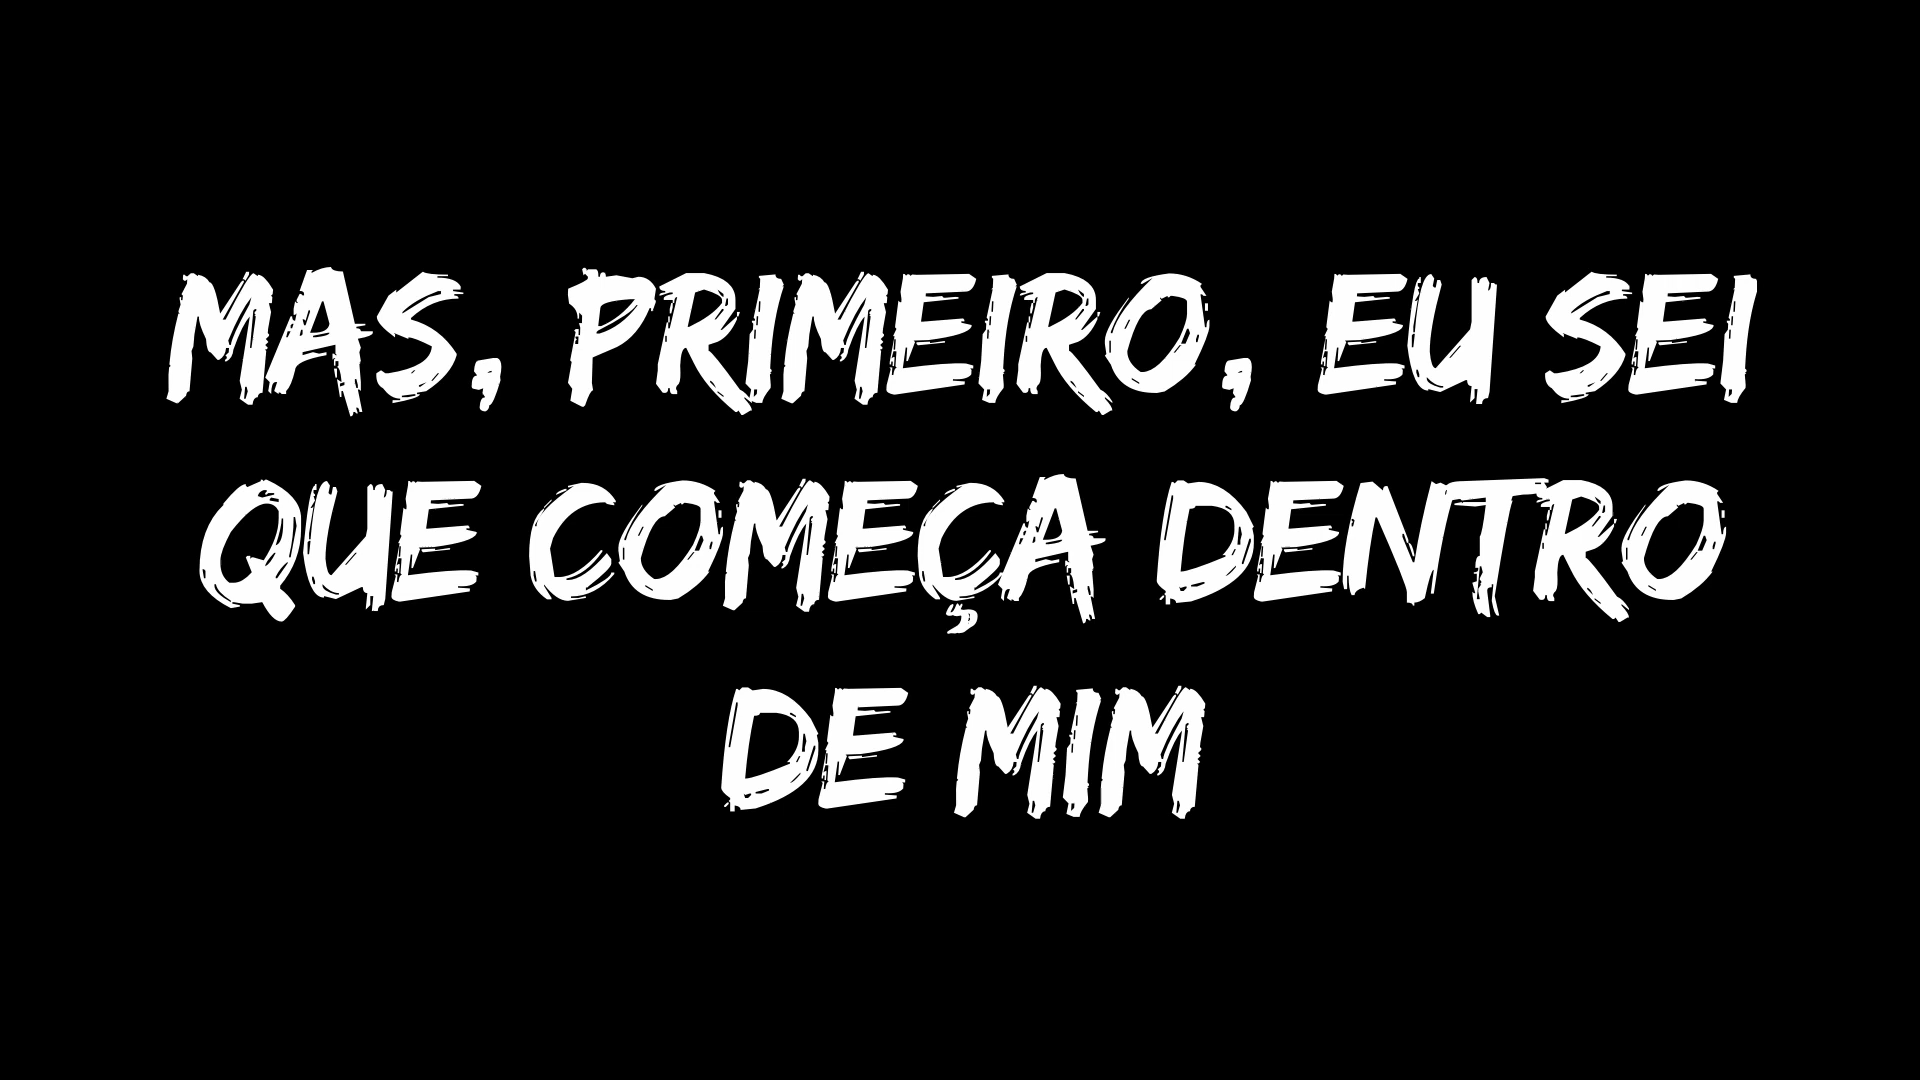 MAS, PRIMEIRO, EU SEI
QUE COMEÇA DENTRO
DE MIM